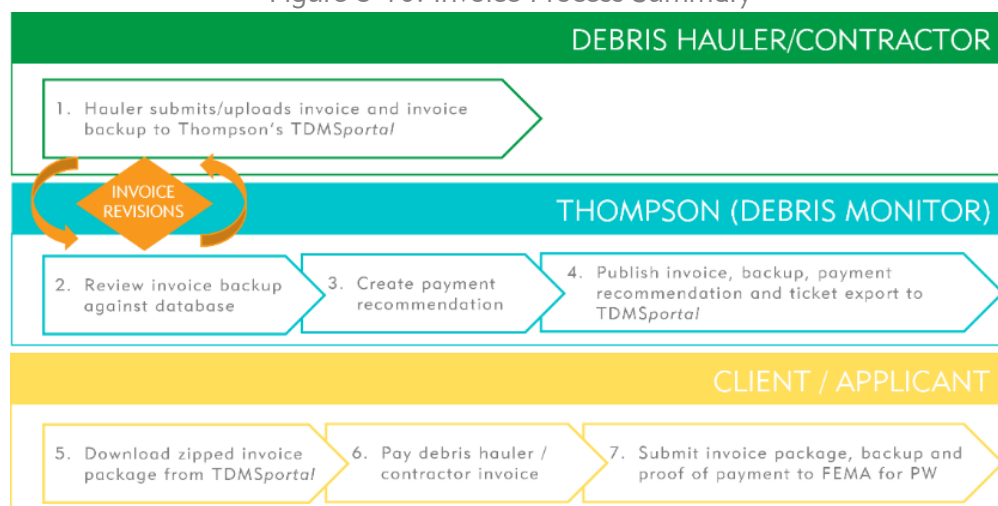 Invoice Process Summary
DEBRIS HAULER/CONTRACTOR
1. Hauler submits/uploads invoice and invoice
backup to Thompson's TDMSportal
INVOICE
REVISIONS
THOMPSON (DEBRIS MONITOR)
2. Review invoice backup
against database
3. Create payment
recommendation
4. Publish invoice, backup, payment
recommendation and ticket export to
TDMSportal
CLIENT / APPLICANT
5. Download zipped invoice
package from TDMSportal
6. Pay debris hauler /
contractor invoice
7. Submit invoice package, backup and
proof of payment to FEMA for PW